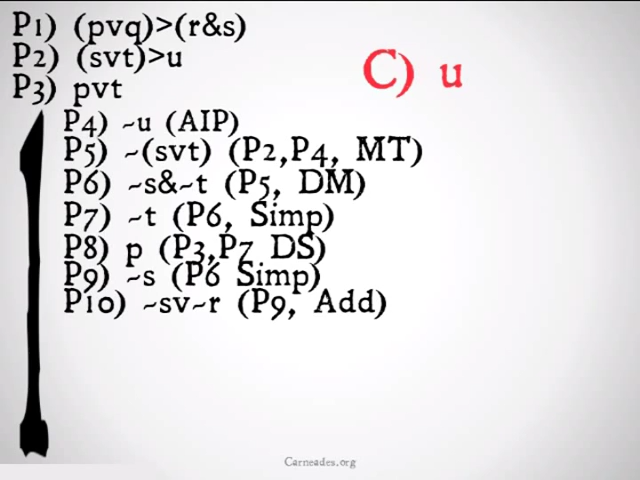 P1) (pvq)>(r&s)
P2) (svt)>u
P3) pvt
C) u
P4) ~u (AIP)
P5) ~(svt) (P2,P4, MT)
P6) ~s&~t (P5, DM)
P7) ~t (P6, Simp)
P8) p (P3,P7 DS)
P9) ~s (P6 Simp)
P10) ~sv~r (P9, Add)
Carneades.org